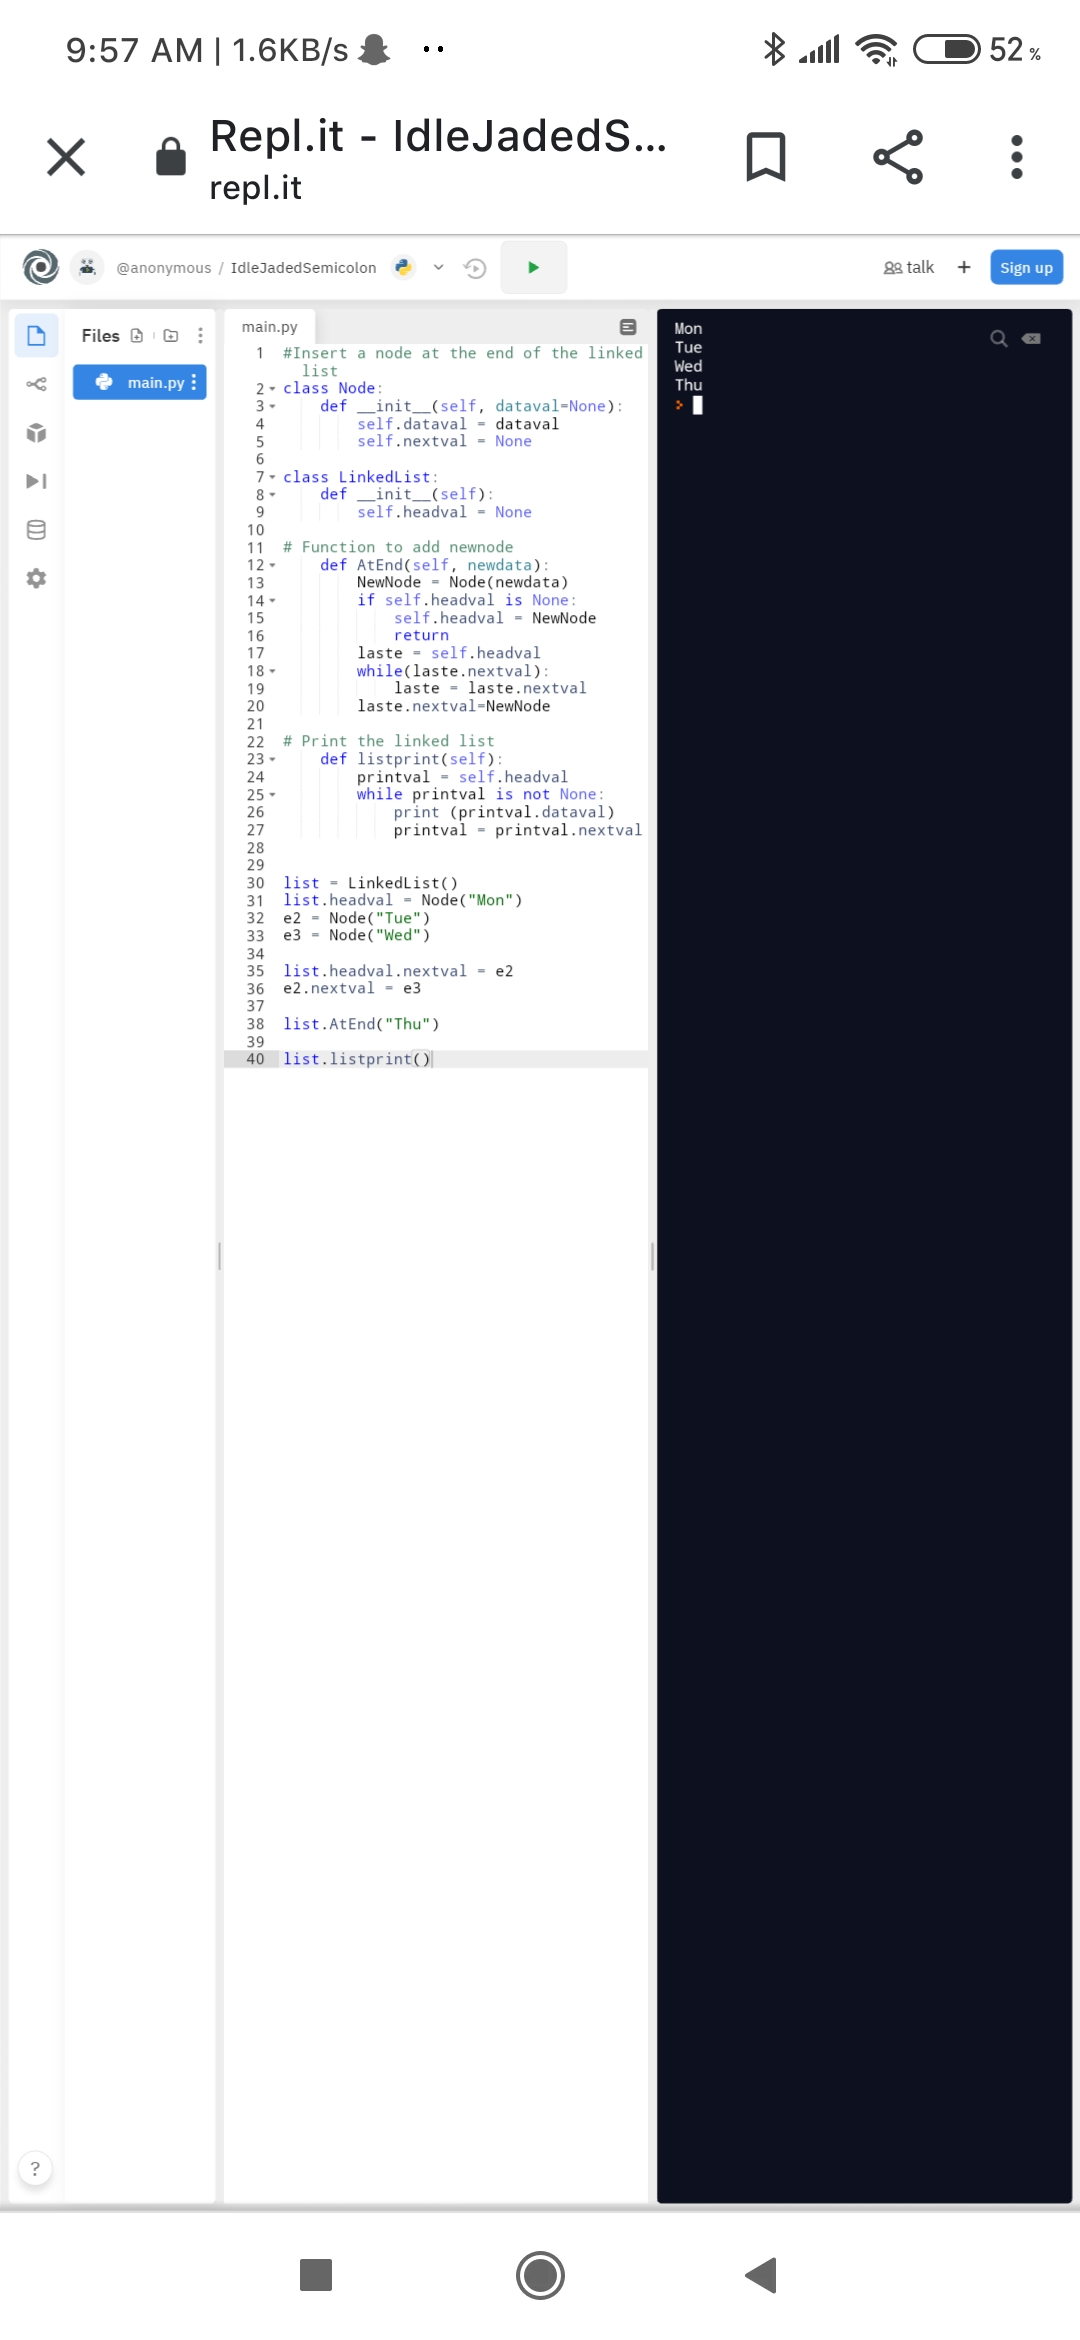 9:57 AM | 1.6KB/s
52%
Repl.it - IdleJadedS...
repl.it
@anonymous / IdleJadedSemicolon
talk + Sign up
Files
main.py
main.py
1 #Insert a node at the end of the linked
list
2 class Node:
3     def __init__(self, dataval=None):
4         self.dataval = dataval
5         self.nextval = None
6
7 class LinkedList:
8     def __init__(self):
9         self.headval = None
10
11 # Function to add newnode
12     def AtEnd(self, newdata):
13         NewNode = Node(newdata)
14         if self.headval is None:
15             self.headval = NewNode
16             return
17         laste = self.headval
18         while(laste.nextval):
19             laste = laste.nextval
20         laste.nextval=NewNode
21
22 # Print the linked list
23     def listprint(self):
24         printval = self.headval
25         while printval is not None:
26             print (printval.dataval)
27             printval = printval.nextval
28
29
30 list = LinkedList()
31 list.headval = Node("Mon")
32 e2 = Node("Tue")
33 e3 = Node("Wed")
34
35 list.headval.nextval = e2
36 e2.nextval = e3
37
38 list.AtEnd("Thu")
39
40 list.listprint()
Mon
Tue
Wed
Thu
>
?